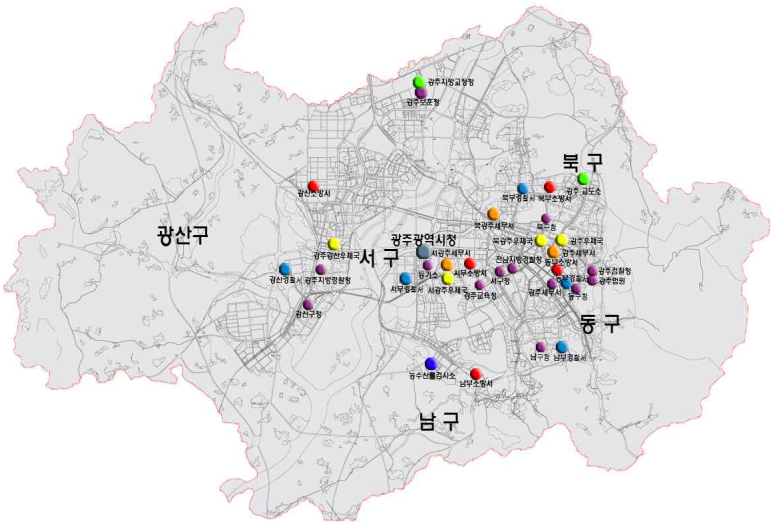 광주지방교정청
광주보훈청
북구
광산소방서
북부경찰서
북부소방서
광주 교도소
북광주세무서
북구청
광산구
광주광산우체국
서구
광주광역시청
북광주우체국
광주우체국
서광주세무서
광주세무서
전남지방경찰청
동부소방서
등기소
서부소방서
광산경찰서
광주지방경찰청
서부경찰서
서광주우체국
서구청
동부경찰서
광주검찰청
광주법원
광주교육청
광주세무서
동구청
광산구청
동구
남구청
남부경찰서
농수산물검사소
남부소방서
남구